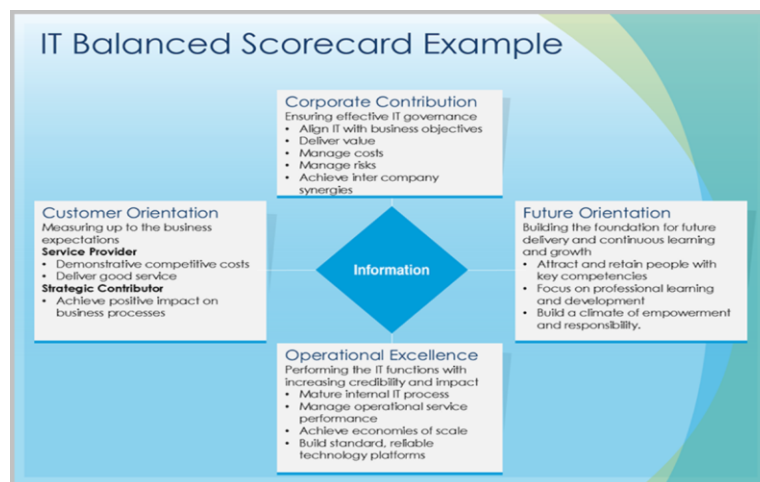 IT Balanced Scorecard Example
Corporate Contribution
Ensuring effective IT governance
• Align IT with business objectives
• Deliver value
• Manage costs
• Manage risks
• Achieve inter company
synergies
Customer Orientation
Measuring up to the business
expectations
Service Provider
• Demonstrative competitive costs
• Deliver good service
Strategic Contributor
• Achieve positive impact on
business processes
Information
Future Orientation
Building the foundation for future
delivery and continuous learning
and growth
• Attract and retain people with
key competencies
• Focus on professional learning
and development
• Build a climate of empowerment
and responsibility.
Operational Excellence
Performing the IT functions with
increasing credibility and impact
• Mature internal IT process
• Manage operational service
performance
• Achieve economies of scale
• Build standard, reliable
technology platforms